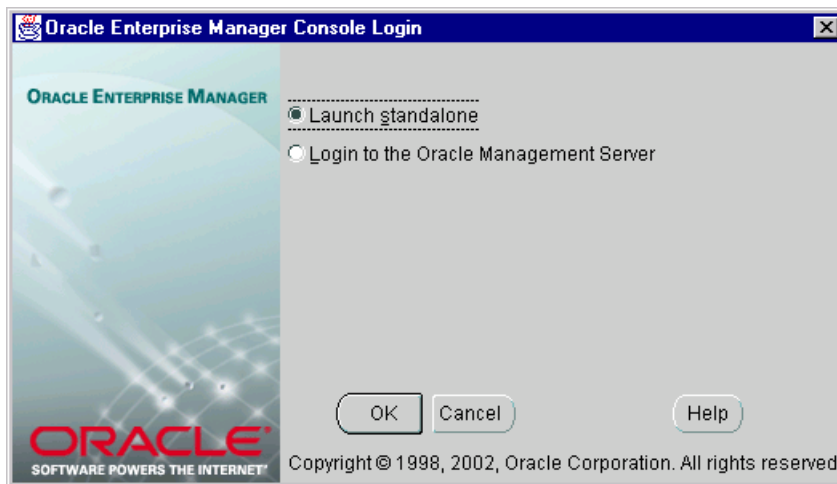 Oracle Enterprise Manager Console Login
ORACLE ENTERPRISE MANAGER
Launch standalone
Login to the Oracle Management Server
OK
Cancel
Help
ORACLE
SOFTWARE POWERS THE INTERNET
Copyright © 1998, 2002, Oracle Corporation. All rights reserved